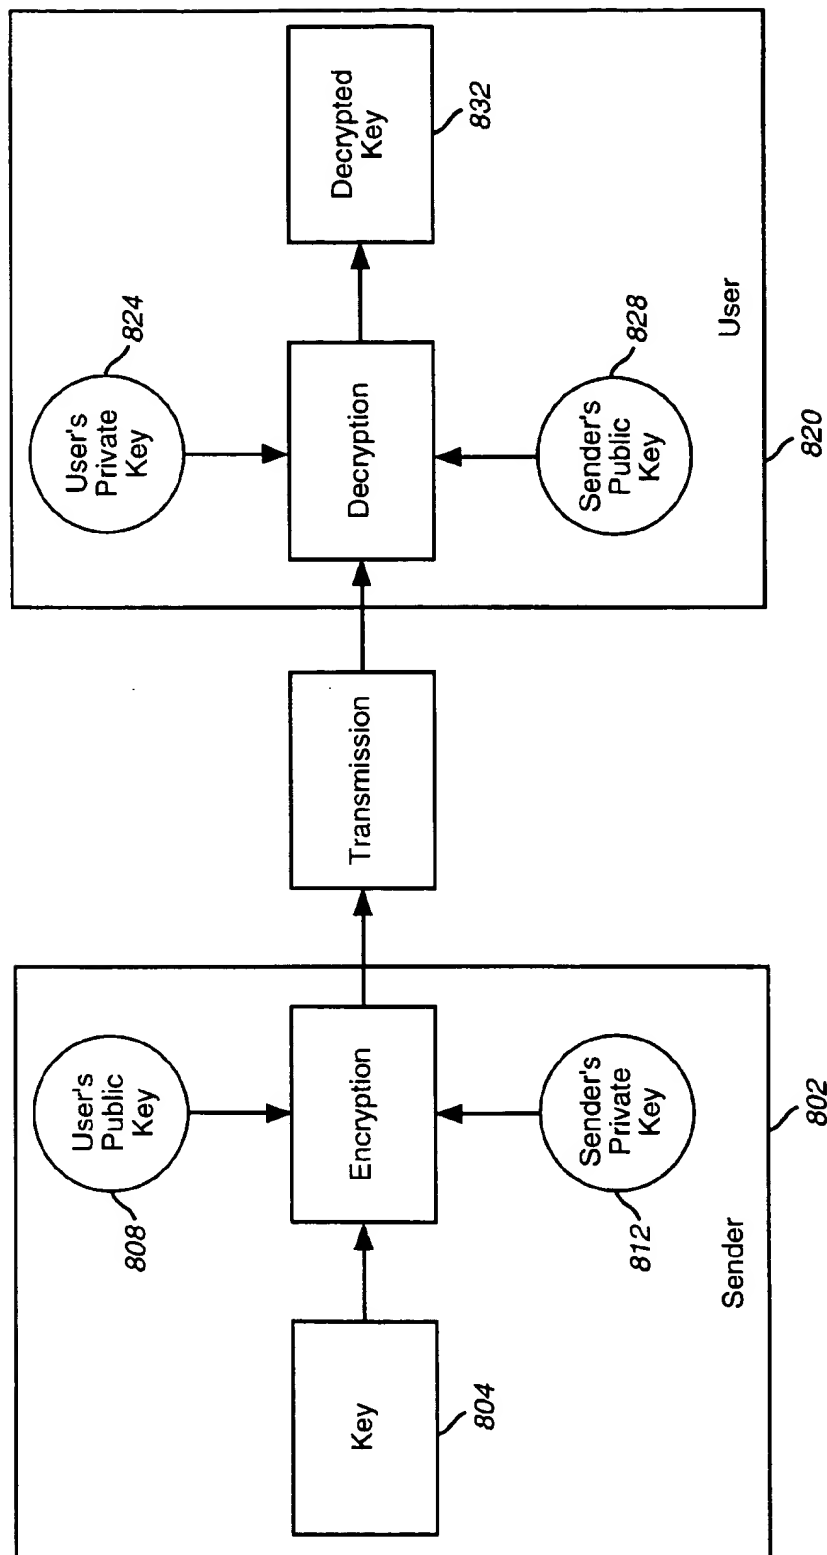 Key
804
User's
Public
Key
808
Encryption
Sender's
Private
Key
812
Sender
802
Transmission
User's
Private
Key
824
Decryption
Sender's
Public
Key
828
Decrypted
Key
832
User
820